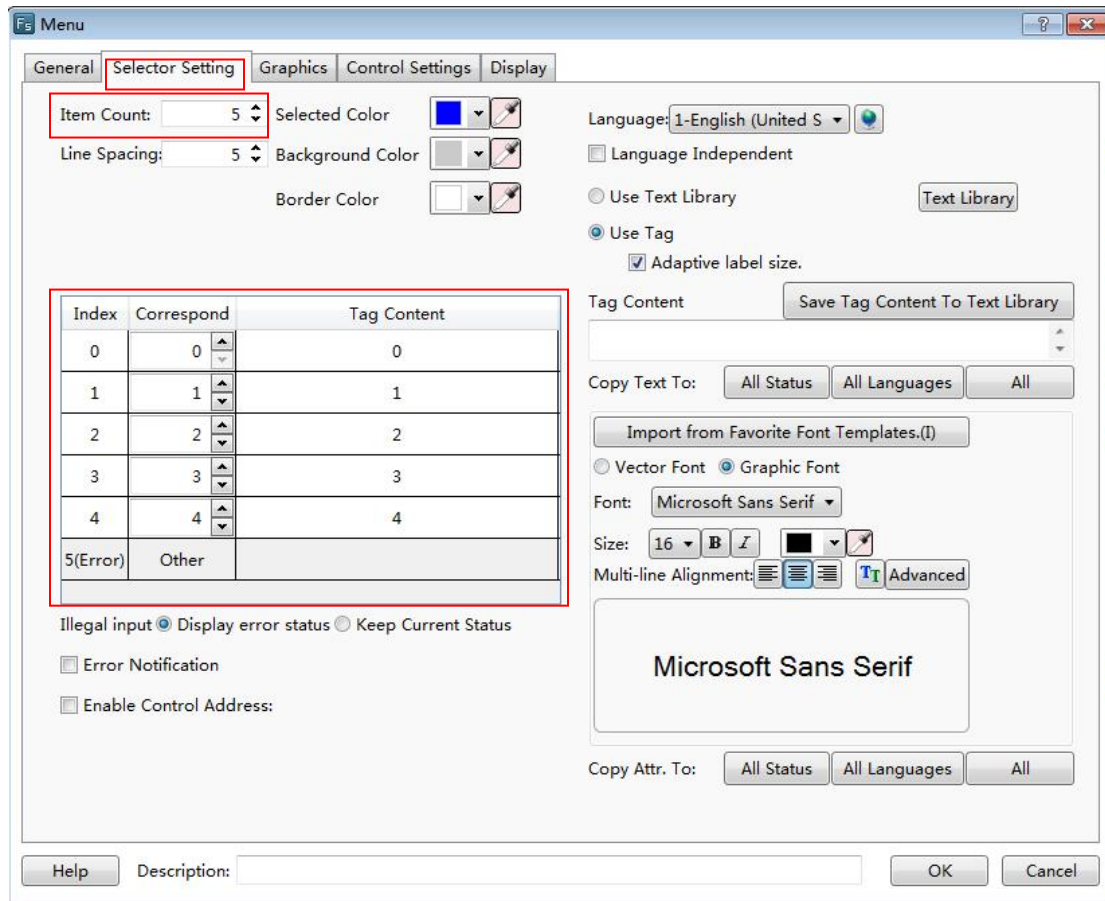 Fs Menu ?
General Selector Setting Graphics Control Settings Display
Item Count: 5 Selected Color
Line Spacing: 5 Background Color
Border Color
Index Correspond Tag Content
0 0 0
1 1 1
2 2 2
3 3 3
4 4 4
5(Error) Other
Illegal input Display error status Keep Current Status
Error Notification
Enable Control Address:
Language: 1-English (United S
Language Independent
Use Text Library Text Library
Use Tag
Adaptive label size.
Tag Content Save Tag Content To Text Library
Copy Text To: All Status All Languages All
Import from Favorite Font Templates.(I)
Vector Font Graphic Font
Font: Microsoft Sans Serif
Size: 16 B I
Multi-line Alignment: TT Advanced
Microsoft Sans Serif
Copy Attr. To: All Status All Languages All
Help Description: OK Cancel